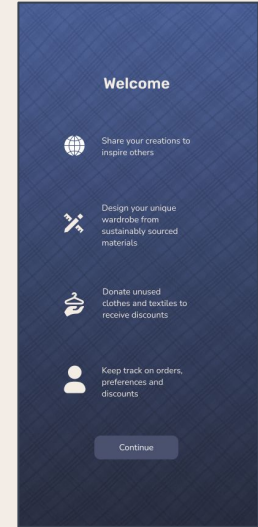 Welcome
Share your creations to
inspire others
Design your unique
wardrobe from
sustainably sourced
materials
Donate unused
clothes and textiles to
receive discounts
Keep track on orders,
preferences and
discounts
Continue